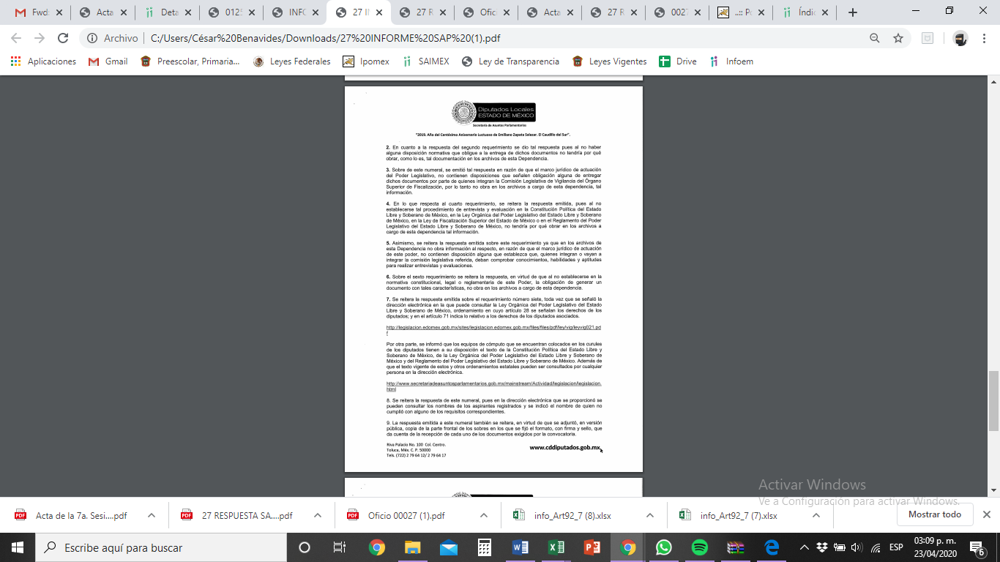 Fwd:
Acta
Deta
0125
INFO
27 IN
27 R
Ofic
Acta
27 R
0027
..:: Po
Índic
Archivo
C:/Users/César%20Benavides/Downloads/27%20INFORME%20SAP%20(1).pdf
Aplicaciones
Gmail
Preescolar, Primaria...
Leyes Federales
Ipomex
SAIMEX
Ley de Transparencia
Leyes Vigentes
Drive
Infoem
Diputados Locales
ESTADO DE MÉXICO
Secretaría de Asuntos Parlamentarios
"2019. Año del Centésimo Aniversario Luctuoso de Emiliano Zapata Salazar. El Caudillo del Sur".
2. En cuanto a la respuesta del segundo requerimiento se dio tal respuesta pues al no haber
alguna disposición normativa que obligue a la entrega de dichos documentos no tendría por qué
obrar, como lo es, tal documentación en los archivos de esta Dependencia.
3. Sobre de este numeral, se emitió tal respuesta en razón de que el marco jurídico de actuación
del Poder Legislativo, no contienen disposiciones que señalen obligación alguna de entregar
dichos documentos por parte de quienes integran la Comisión Legislativa de Vigilancia del Órgano
Superior de Fiscalización, por lo tanto no obra en los archivos a cargo de esta dependencia, tal
información.
4. En lo que respecta al cuarto requerimiento, se reitera la respuesta emitida, pues al no
establecerse tal procedimiento de entrevista y evaluación en la Constitución Política del Estado
Libre y Soberano de México, en la Ley Orgánica del Poder Legislativo del Estado Libre y Soberano
de México, en la Ley de Fiscalización Superior del Estado de México o en el Reglamento del Poder
Legislativo del Estado Libre y Soberano de México, no tendría por qué obrar en los archivos a
cargo de esta dependencia tal información.
5. Asimismo, se reitera la respuesta emitida sobre este requerimiento ya que en los archivos de
esta Dependencia no obra información al respecto, en razón de que el marco jurídico de actuación
de este poder, no contienen disposición alguna que establezca que, quienes integran o vayan a
integrar la comisión legislativa referida, deban comprobar conocimientos, habilidades y aptitudes
para realizar entrevistas y evaluaciones.
6. Sobre el sexto requerimiento se reitera la respuesta, en virtud de que al no establecerse en la
normativa constitucional, legal o reglamentaria de este Poder, la obligación de generar un
documento con tales características, no obra en los archivos a cargo de esta dependencia.
7. Se reitera la respuesta emitida sobre el requerimiento número siete, toda vez que se señaló la
dirección electrónica en la que puede consultar la Ley Orgánica del Poder Legislativo del Estado
Libre y Soberano de México, ordenamiento en cuyo artículo 28 se señalan los derechos de los
diputados; y en el artículo 71 indica lo relativo a los derechos de los diputados asociados.
http://legislacion.edomex.gob.mx/sites/legislacion.edomex.gob.mx/files/files/pdf/ley/vig/leyvig021.pd
f
Por otra parte, se informó que los equipos de cómputo que se encuentran colocados en los curules
de los diputados tienen a su disposición el texto de la Constitución Política del Estado Libre y
Soberano de México, de la Ley Orgánica del Poder Legislativo del Estado Libre y Soberano de
México y del Reglamento del Poder Legislativo del Estado Libre y Soberano de México. Además de
que el texto vigente de estos y otros ordenamientos estatales pueden ser consultados por cualquier
persona en la dirección electrónica.
http://www.secretariadeasuntosparlamentarios.gob.mx/mainstream/Actividad/legislacion/legislacion.
html
8. Se reitera la respuesta de este numeral, pues en la dirección electrónica que se proporcionó se
pueden consultar los nombres de los aspirantes registrados y se indicó el nombre de quien no
cumplió con alguno de los requisitos correspondientes.
9. La respuesta emitida a este numeral también se reitera, en virtud de que se adjuntó, en versión
pública, copia de la parte frontal de los sobres en los que se fijó el formato, con firma y sello, que
da cuenta de la recepción de cada uno de los documentos exigidos por la convocatoria.
Riva Palacio No. 100 Col. Centro.
Toluca, Méx. C. P. 50000
Tels. (722) 2 79 64 12/ 2 79 64 17
www.cddiputados.gob.mx
Activar Windows
Ve a Configuración para activar Windows.
Acta de la 7a. Sesi....pdf
27 RESPUESTA SA....pdf
Oficio 00027 (1).pdf
info_Art92_7 (8).xlsx
info_Art92_7 (7).xlsx
Mostrar todo
Escribe aquí para buscar
ESP
03:09 p. m.
23/04/2020
6